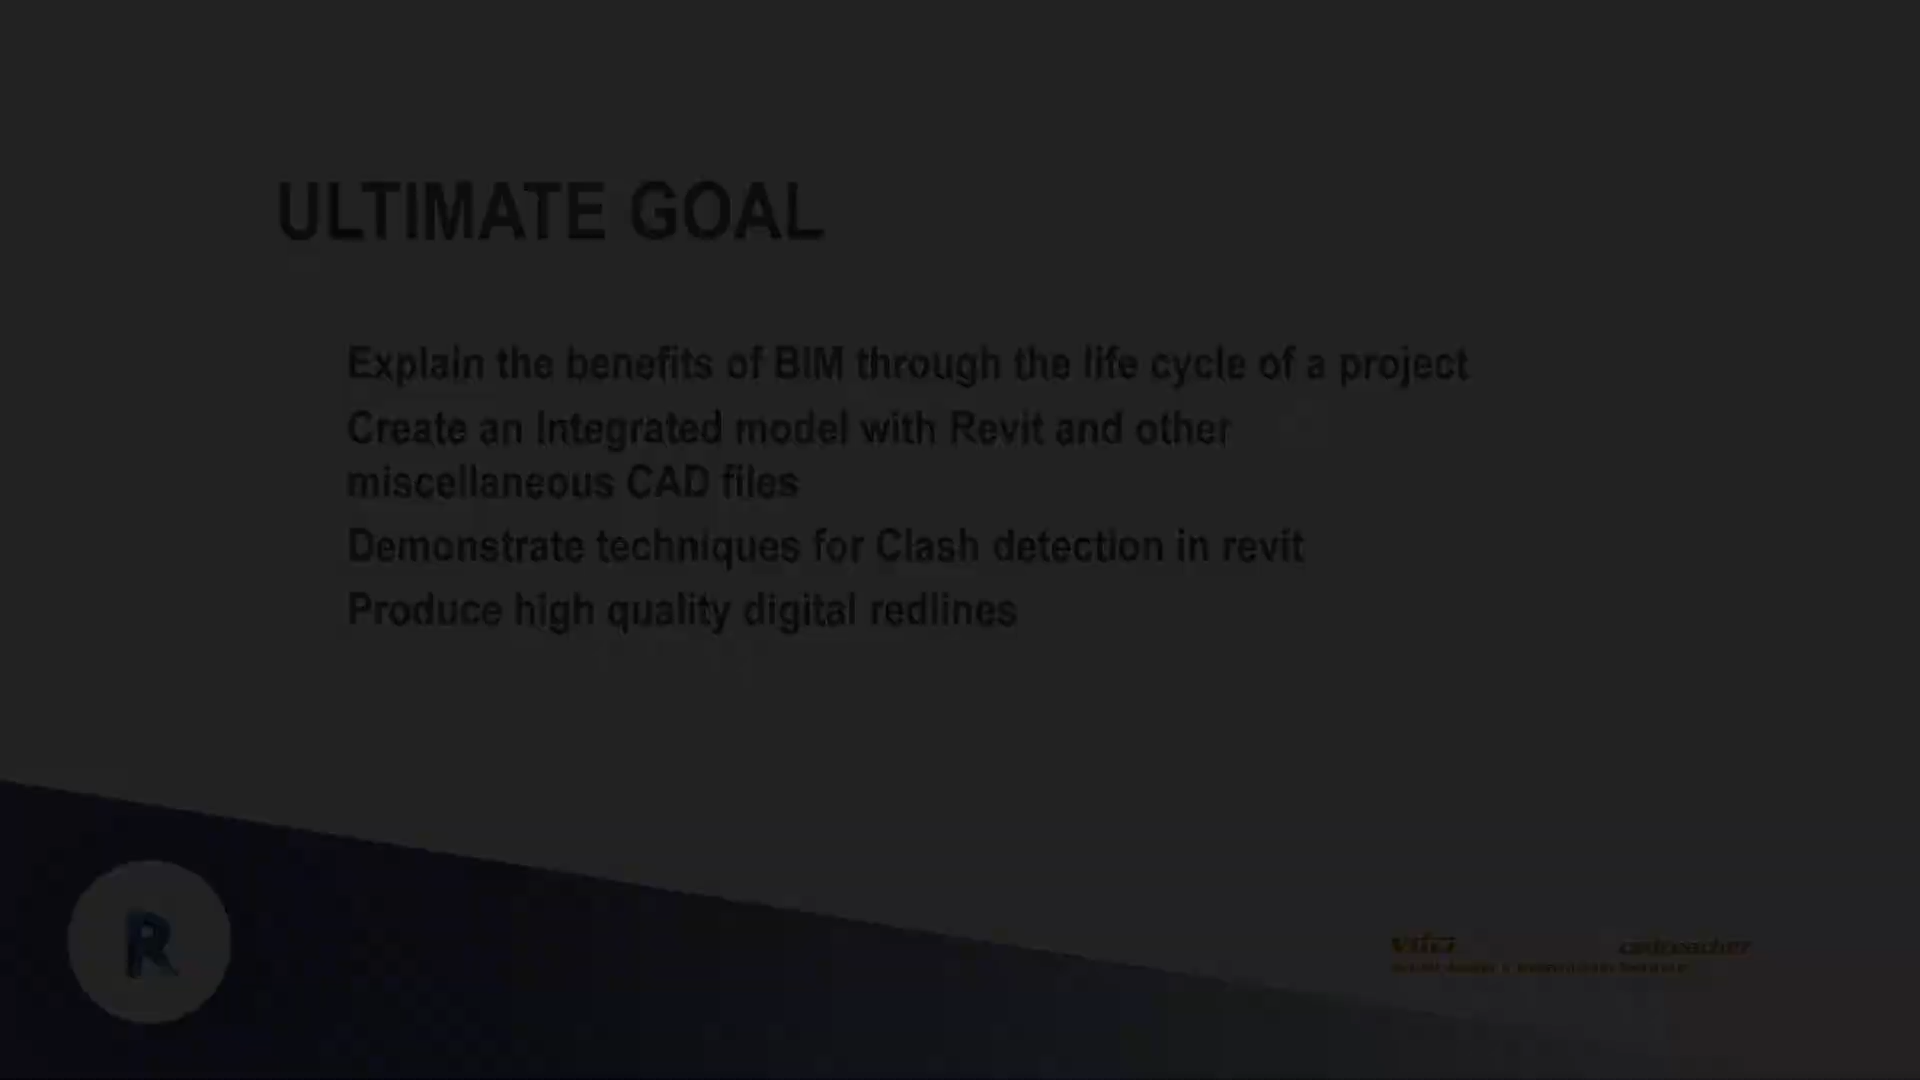 ULTIMATE GOAL
Explain the benefits of BIM through the life cycle of a project
Create an Integrated model with Revit and other
miscellaneous CAD files
Demonstrate techniques for Clash detection in revit
Produce high quality digital redlines
R
cadteacher